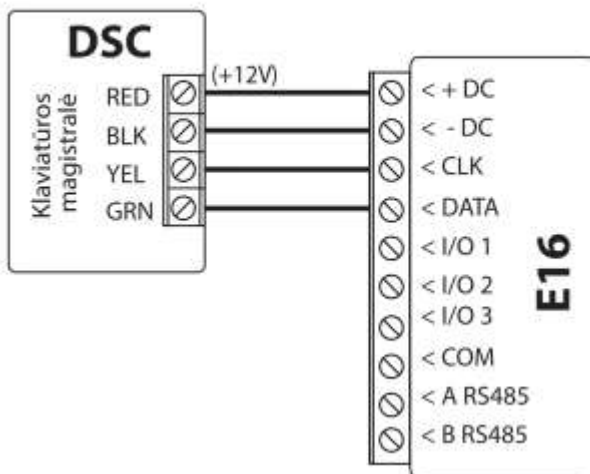 DSC
Klaviatūros
magistralė
RED
BLK
YEL
GRN
(+12V)
< + DC
< - DC
< CLK
< DATA
< I/O 1
< I/O 2
< I/O 3
< COM
< A RS485
< B RS485
E16